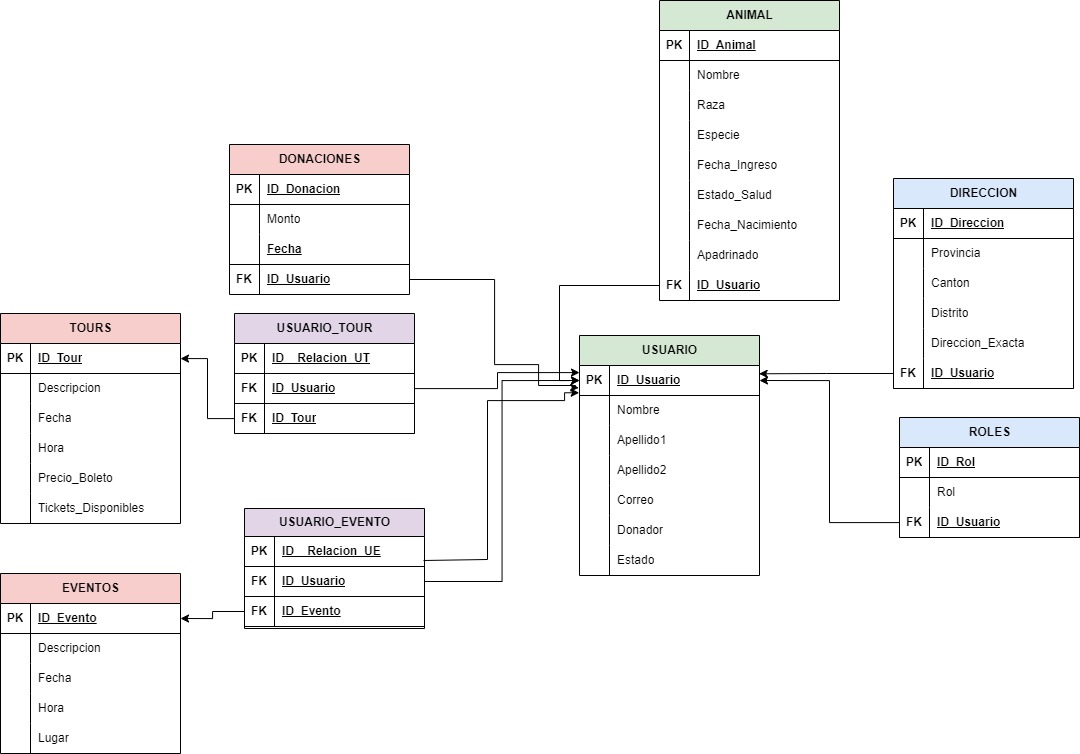 ANIMAL
PK ID_Animal
Nombre
Raza
Especie
Fecha_Ingreso
Estado_Salud
Fecha_Nacimiento
Apadrinado
FK ID_Usuario
DONACIONES
PK ID_Donacion
Monto
Fecha
FK ID_Usuario
DIRECCION
PK ID_Direccion
Provincia
Canton
Distrito
Direccion_Exacta
FK ID_Usuario
TOURS
PK ID_Tour
Descripcion
Fecha
Hora
Precio_Boleto
Tickets_Disponibles
USUARIO_TOUR
PK ID__Relacion_UT
FK ID_Usuario
FK ID_Tour
USUARIO
PK ID_Usuario
Nombre
Apellido1
Apellido2
Correo
Donador
Estado
ROLES
PK ID_Rol
Rol
FK ID_Usuario
USUARIO_EVENTO
PK ID__Relacion_UE
FK ID_Usuario
FK ID_Evento
EVENTOS
PK ID_Evento
Descripcion
Fecha
Hora
Lugar